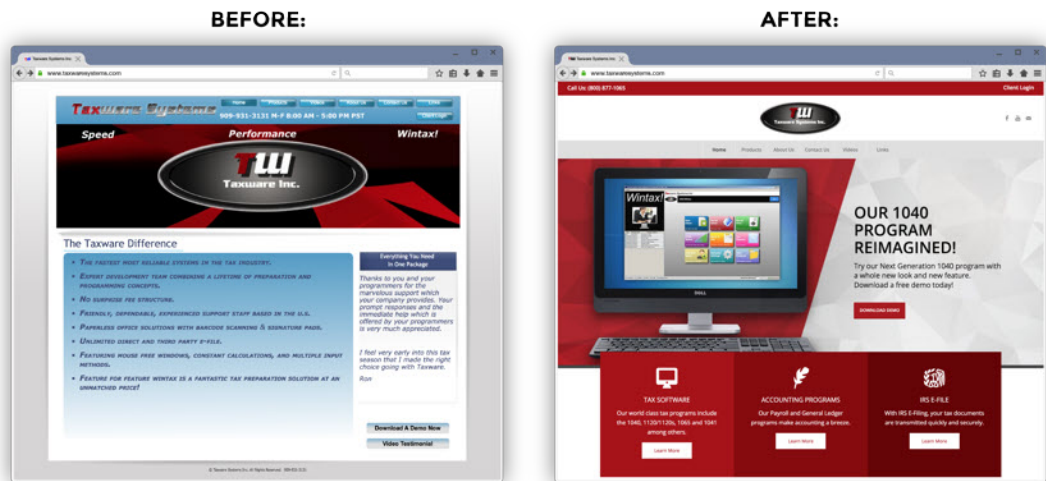 BEFORE:
AFTER:
Taxware Systems Inc.
www.taxwaresystems.com
Taxware Systems
Home Products Videos About Us Contact Us Links
909-931-3131 M-F 8:00 AM - 5:00 PM PST
Client Login
Speed Performance Wintax!
TW
Taxware Inc.
The Taxware Difference
• The fastest most reliable systems in the tax industry.
• Expert development team combining a lifetime of preparation and
programming concepts.
• No surprise fee structure.
• Friendly, dependable, experienced support staff based in the U.S.
• Paperless office solutions with barcode scanning & signature pads.
• Unlimited direct and third party e-file.
• Featuring mouse free windows, constant calculations, and multiple input
methods.
• Feature for feature Wintax is a fantastic tax preparation solution at an
unmatched price!
Everything You Need
In One Package
Thanks to you and your
programmers for the
marvelous support which
your company provides. Your
prompt responses and the
immediate help which is
offered by your programmers
is very much appreciated.
I feel very early into this tax
season that I made the right
choice going with Taxware.
Ron
Download A Demo Now
Video Testimonial
Taxware Systems Inc.
www.taxwaresystems.com
Call Us: (800) 877-1065
Client Login
TW
Taxware Systems Inc.
Home Products About Us Contact Us Videos Links
Wintax!
DELL
OUR 1040
PROGRAM
REIMAGINED!
Try our Next Generation 1040 program with
a whole new look and new feature.
Download a free demo today!
DOWNLOAD DEMO
TAX SOFTWARE
Our world class tax programs include
the 1040, 1120/1120s, 1065 and 1041
among others.
Learn More
ACCOUNTING PROGRAMS
Our Payroll and General Ledger
programs make accounting a breeze.
Learn More
IRS E-FILE
With IRS E-Filing, your tax documents
are transmitted quickly and securely.
Learn More